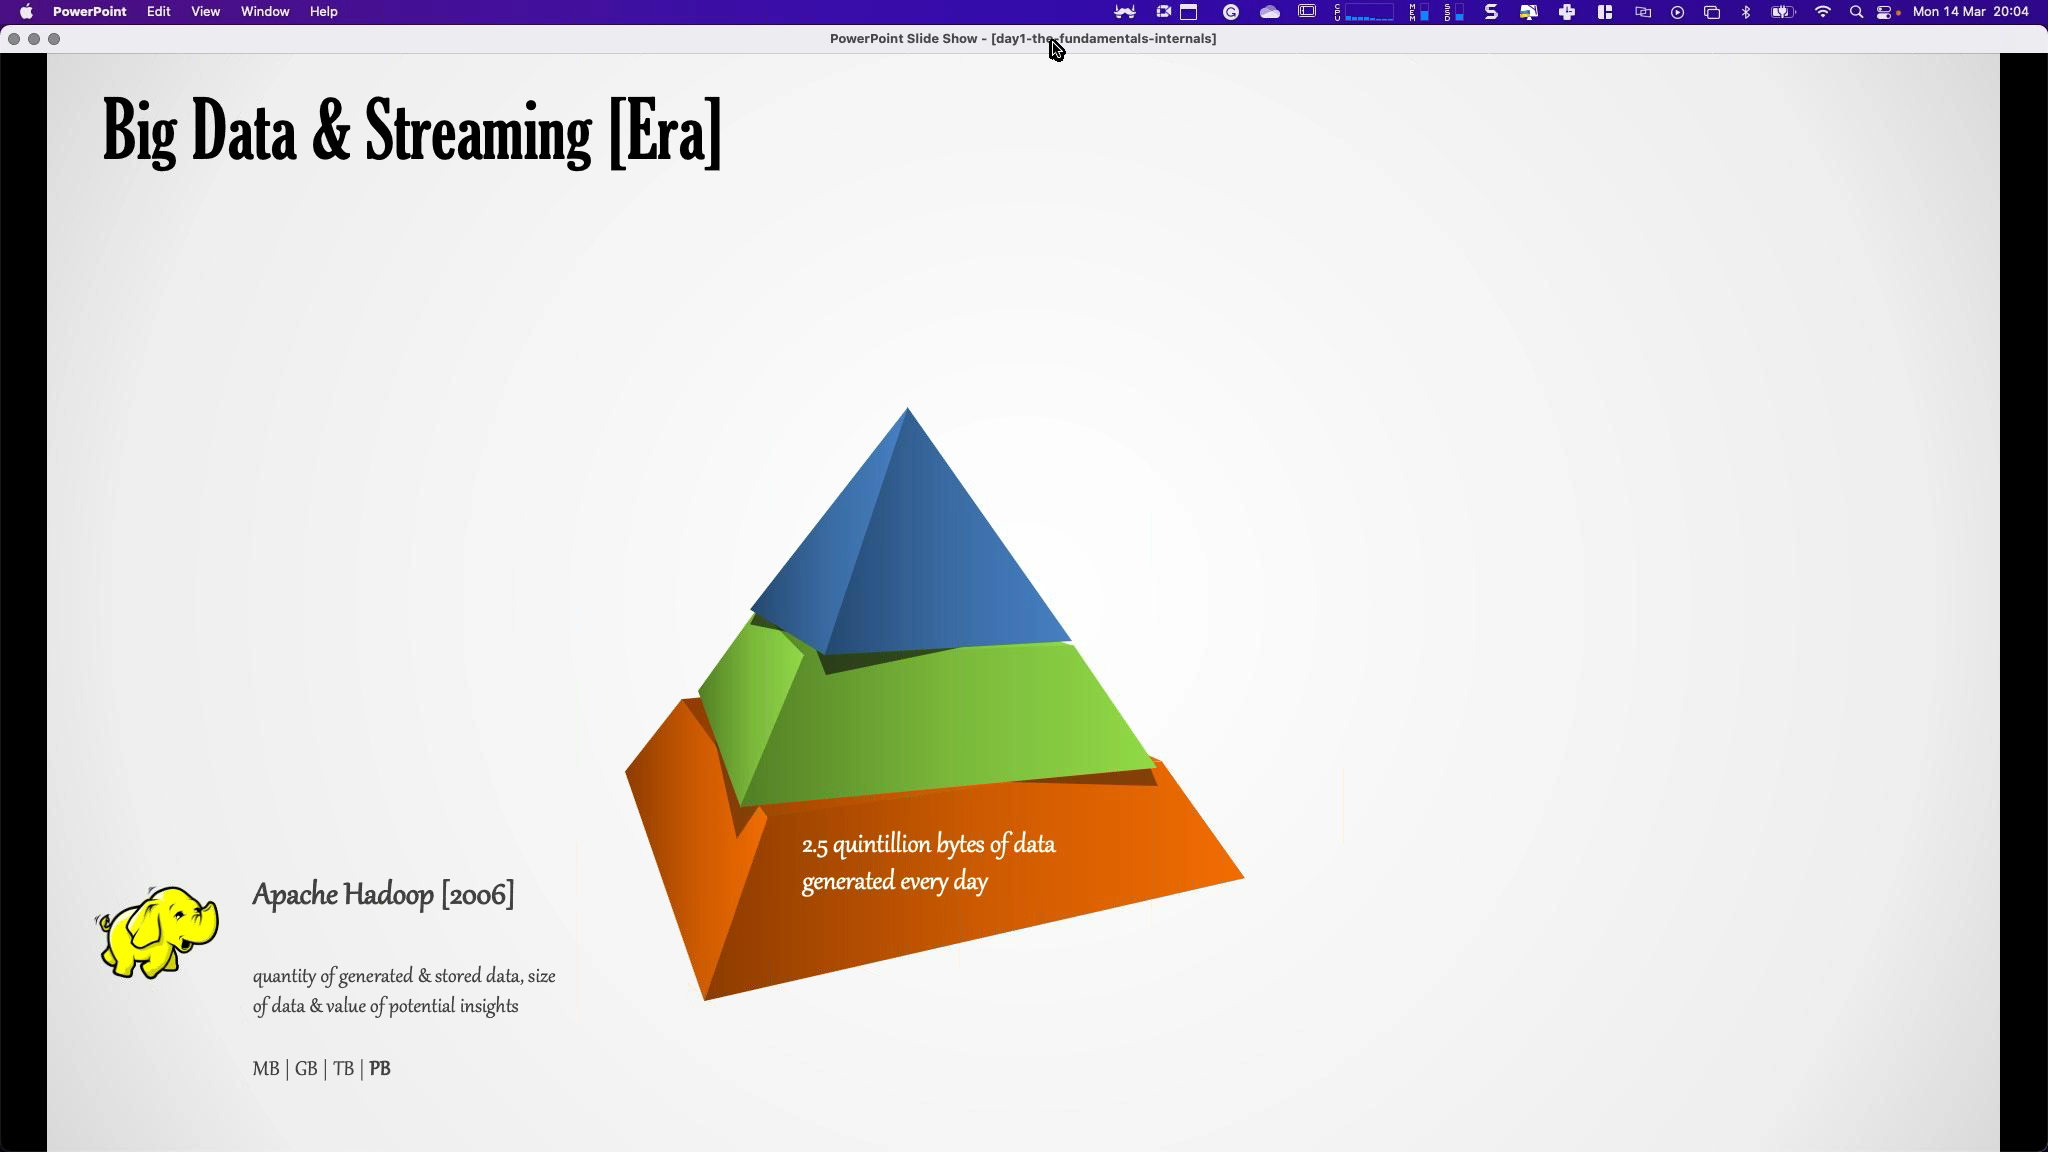 PowerPoint Edit View Window Help
Mon 14 Mar 20:04
PowerPoint Slide Show - [day1-the-fundamentals-internals]
Big Data & Streaming [Era]
2.5 quintillion bytes of data
generated every day
Apache Hadoop [2006]
quantity of generated & stored data, size
of data & value of potential insights
MB | GB | TB | PB